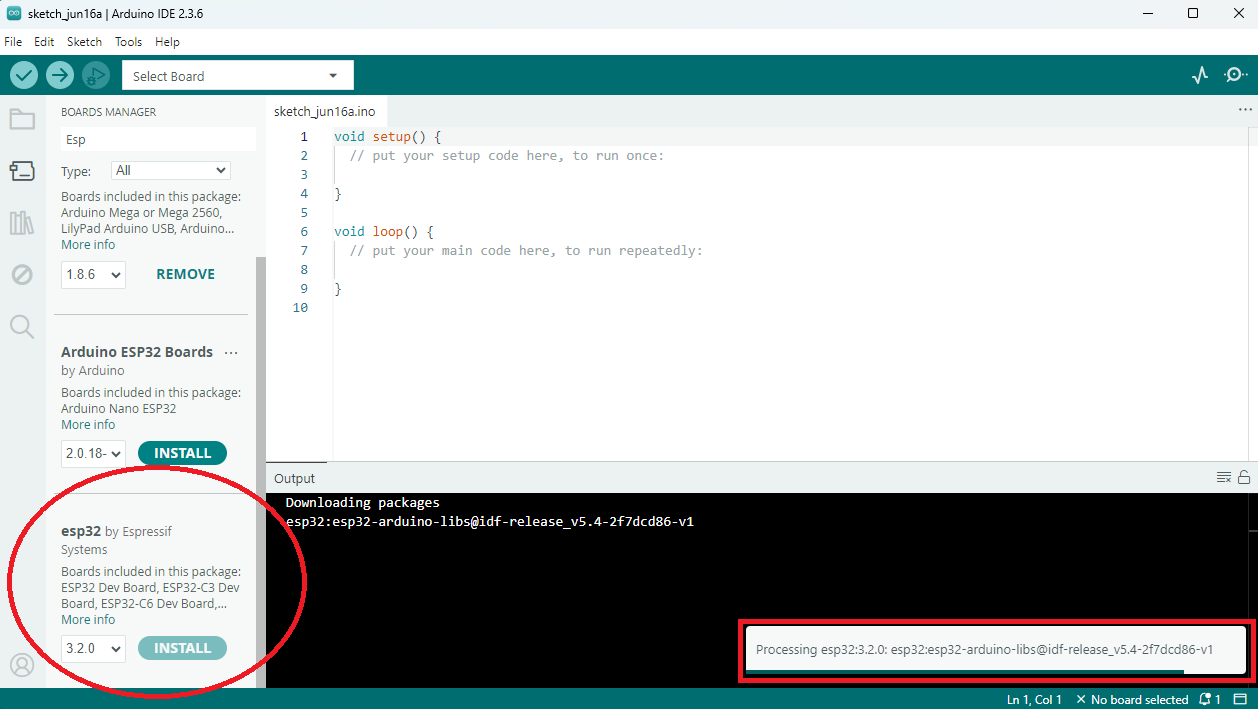 sketch_jun16a | Arduino IDE 2.3.6
File Edit Sketch Tools Help
Select Board
BOARDS MANAGER
Esp
Type: All
Boards included in this package:
Arduino Mega or Mega 2560,
LilyPad Arduino USB, Arduino...
More info
1.8.6 REMOVE
Arduino ESP32 Boards ...
by Arduino
Boards included in this package:
Arduino Nano ESP32
More info
2.0.18- INSTALL
esp32 by Espressif
Systems
Boards included in this package:
ESP32 Dev Board, ESP32-C3 Dev
Board, ESP32-C6 Dev Board,...
More info
3.2.0 INSTALL
sketch_jun16a.ino
1 void setup() {
2 // put your setup code here, to run once:
3
4 }
5
6 void loop() {
7 // put your main code here, to run repeatedly:
8
9 }
10
Output
Downloading packages
esp32:esp32-arduino-libs@idf-release_v5.4-2f7dcd86-v1
Processing esp32:3.2.0: esp32:esp32-arduino-libs@idf-release_v5.4-2f7dcd86-v1
Ln 1, Col 1 × No board selected 1